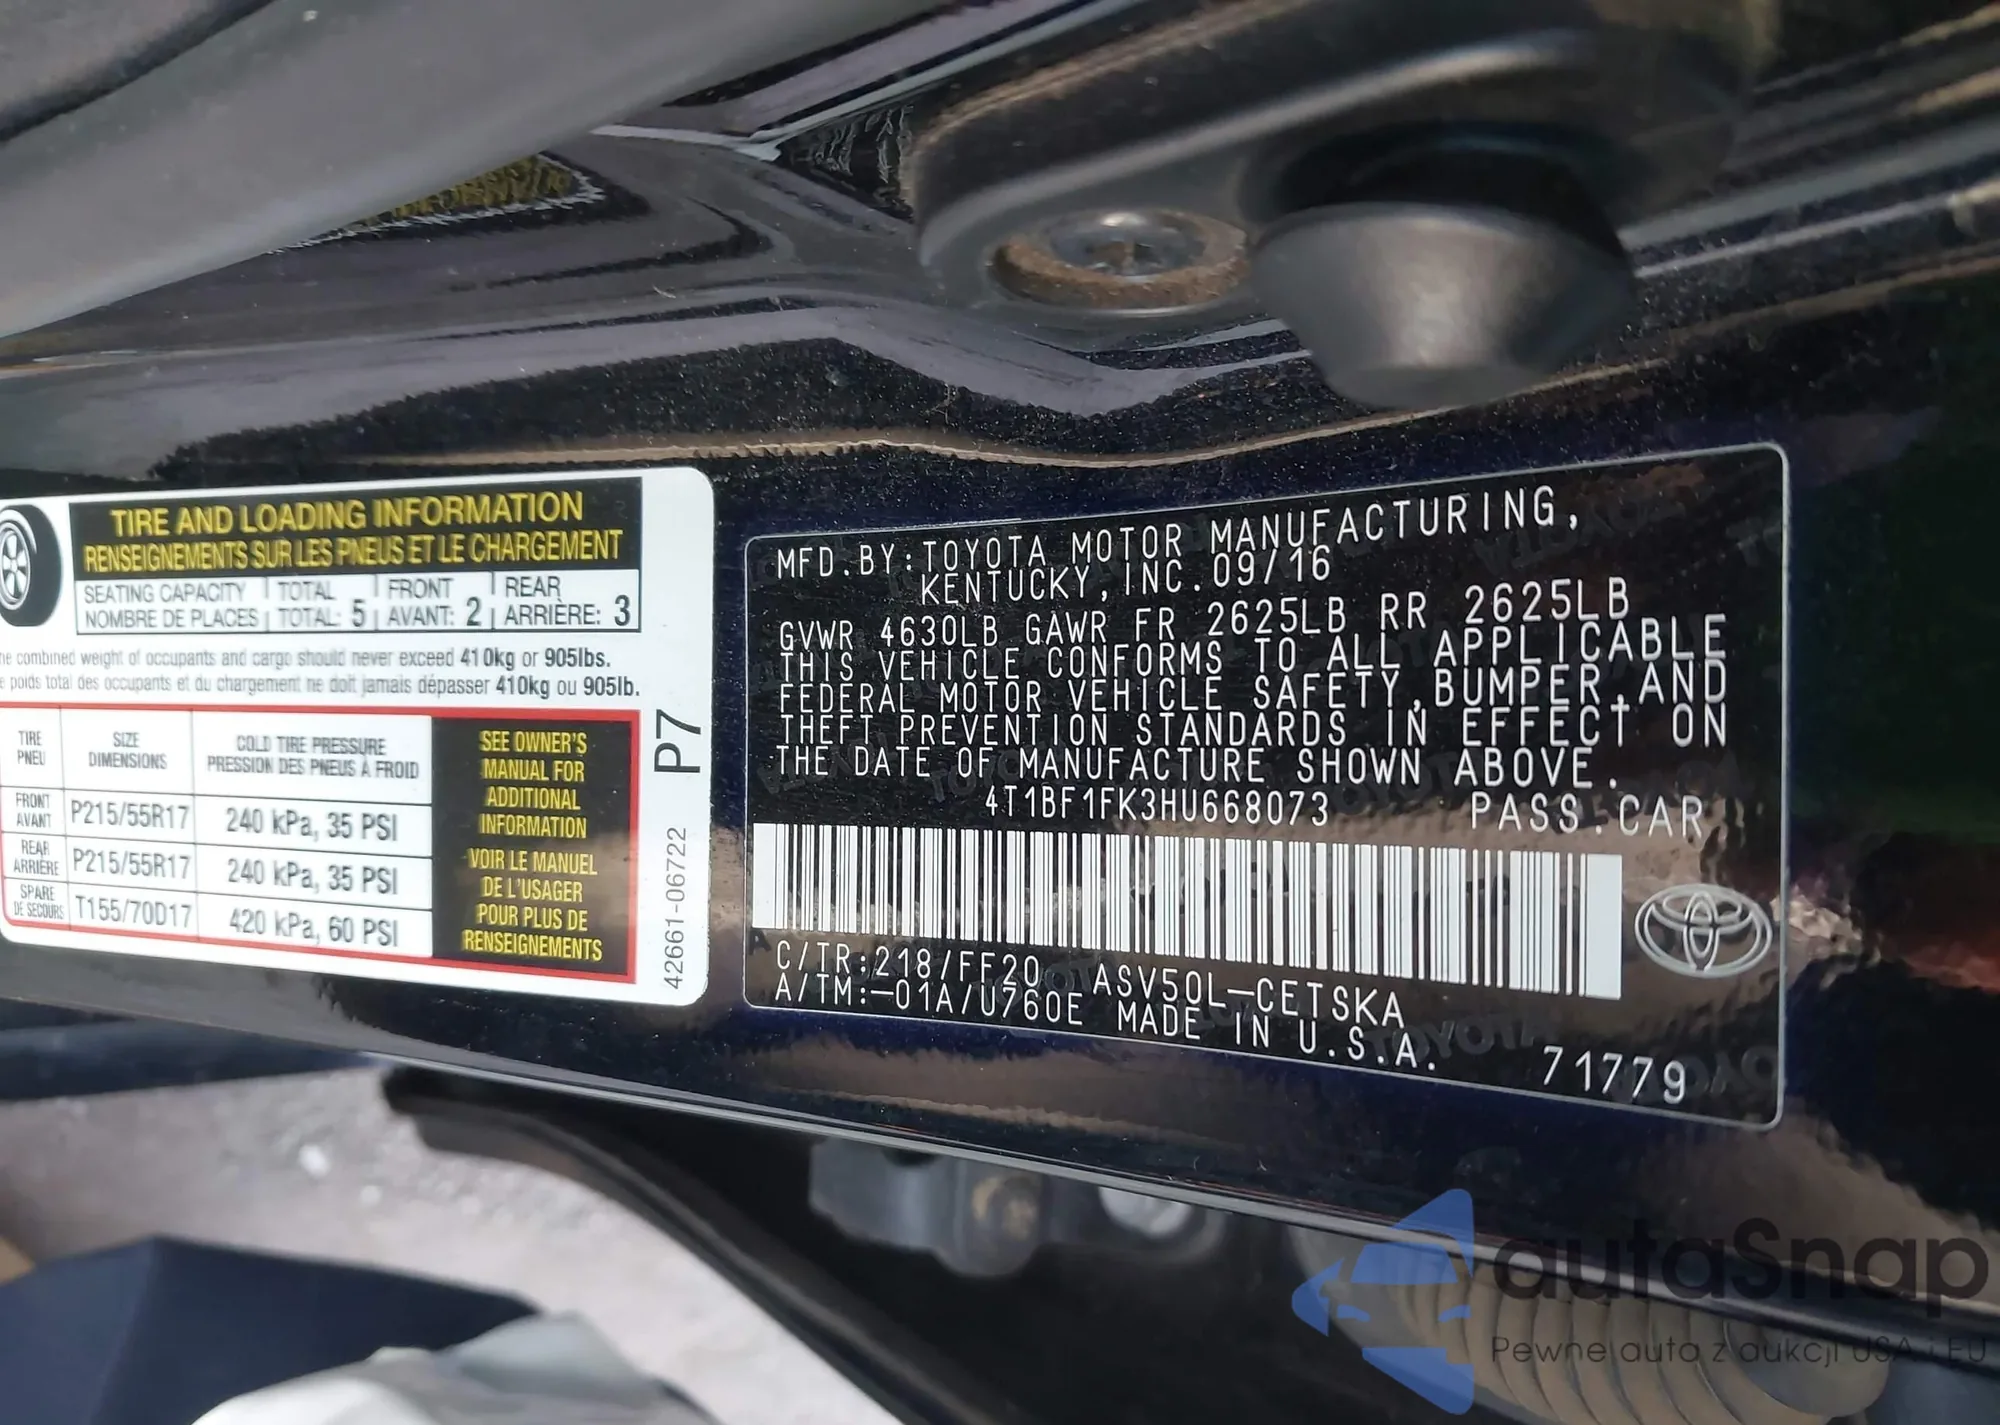 TIRE AND LOADING INFORMATION
RENSEIGNEMENTS SUR LES PNEUS ET LE CHARGEMENT
SEATING CAPACITY TOTAL FRONT REAR
NOMBRE DE PLACES TOTAL: 5 AVANT: 2 ARRIÈRE: 3
combined weight of occupants and cargo should never exceed 410kg or 905lbs.
poids total des occupants et du chargement ne doit jamais dépasser 410kg ou 905lb.
TIRE
PNEU
SIZE
DIMENSIONS
COLD TIRE PRESSURE
PRESSION DES PNEUS À FROID
FRONT
AVANT
P215/55R17
240 kPa, 35 PSI
REAR
ARRIÈRE
P215/55R17
240 kPa, 35 PSI
SPARE
DE SECOURS
T155/70D17
420 kPa, 60 PSI
SEE OWNER'S
MANUAL FOR
ADDITIONAL
INFORMATION
VOIR LE MANUEL
DE L'USAGER
POUR PLUS DE
RENSEIGNEMENTS
P7
42661-06722
MFD.BY:TOYOTA MOTOR MANUFACTURING,
KENTUCKY, INC. 09/16
GVWR 4630LB GAWR FR 2625LB RR 2625LB
THIS VEHICLE CONFORMS TO ALL APPLICABLE
FEDERAL MOTOR VEHICLE SAFETY,BUMPER,AND
THEFT PREVENTION STANDARDS IN EFFECT ON
THE DATE OF MANUFACTURE SHOWN ABOVE.
4T1BF1FK3HU668073 PASS.CAR
C/TR:218/FF20 ASV50L-CETSKA
A/TM:-01A/U760E MADE IN U.S.A.
71779
autaSnap
Pewne auta z aukcji USA i EU